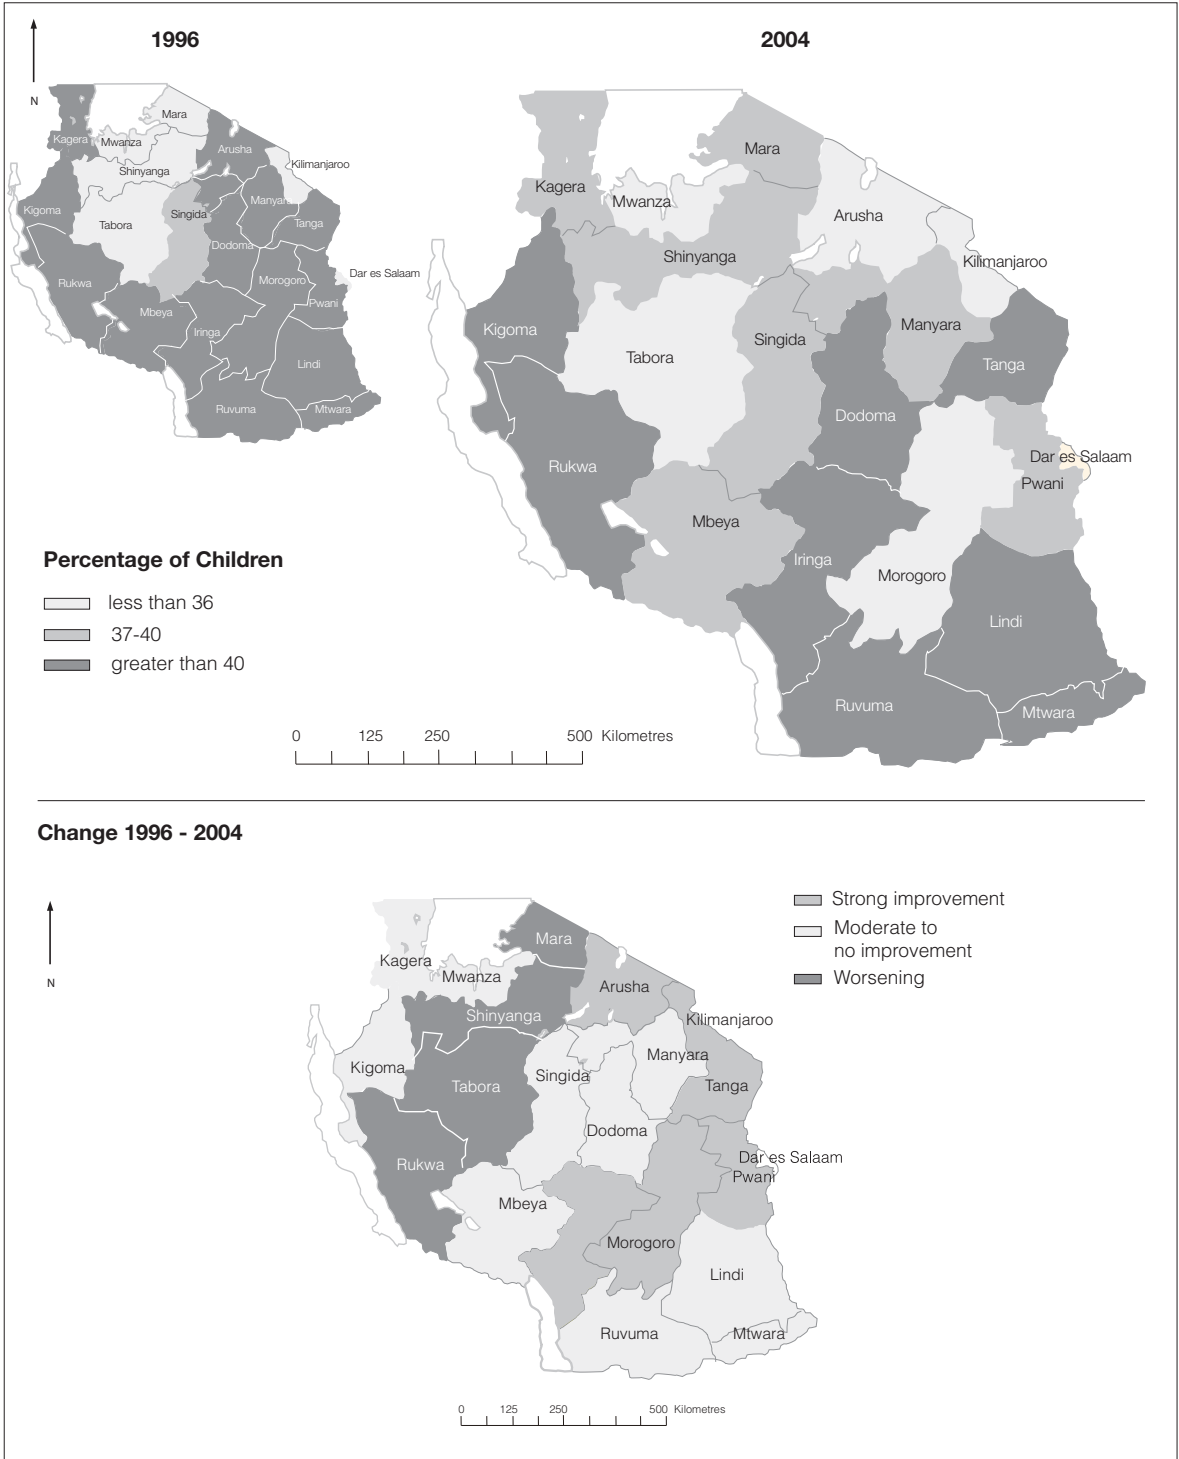 1996
N
Mara
Kagera
Mwanza
Arusha
Kilimanjaroo
Shinyanga
Manyara
Kigoma
Singida
Tabora
Tanga
Dodoma
Dar es Salaam
Rukwa
Morogoro
Mbeya
Pwani
Iringa
Lindi
Ruvuma
Mtwara
2004
Mara
Kagera
Mwanza
Arusha
Shinyanga
Kilimanjaroo
Kigoma
Manyara
Singida
Tabora
Tanga
Dodoma
Dar es Salaam
Rukwa
Pwani
Mbeya
Iringa
Morogoro
Lindi
Ruvuma
Mtwara
Percentage of Children
less than 36
37-40
greater than 40
0 125 250 500 Kilometres
Change 1996 - 2004
N
Strong improvement
Moderate to
no improvement
Worsening
Mara
Kagera
Mwanza
Arusha
Shinyanga
Kilimanjaroo
Manyara
Kigoma
Singida
Tabora
Tanga
Dodoma
Dar es Salaam
Rukwa
Pwani
Mbeya
Morogoro
Lindi
Ruvuma
Mtwara
0 125 250 500 Kilometres